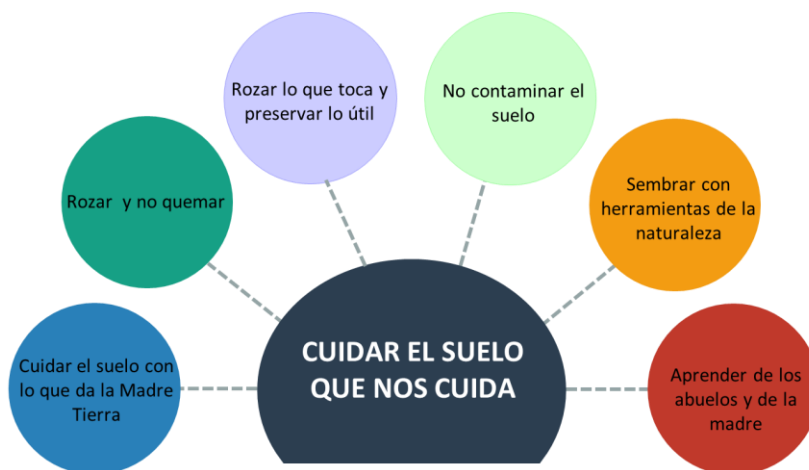 Rozar lo que toca y
preservar lo útil
No contaminar el
suelo
Rozar y no quemar
Sembrar con
herramientas de la
naturaleza
Cuidar el suelo con
lo que da la Madre
Tierra
CUIDAR EL SUELO
QUE NOS CUIDA
Aprender de los
abuelos y de la
madre